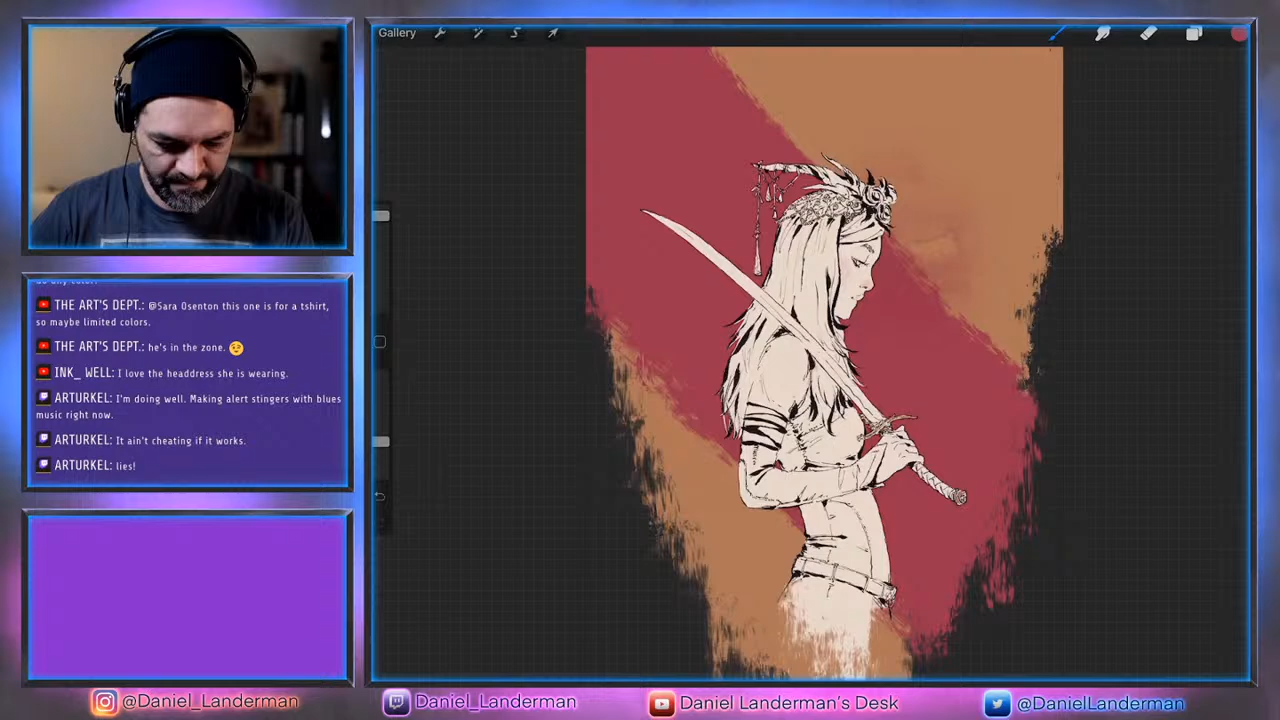 Gallery
THE ART'S DEPT.: @Sara Osenton this one is for a tshirt,
so maybe limited colors.
THE ART'S DEPT.: he's in the zone.
INK_ WELL: I love the headdress she is wearing.
ARTURKEL: I'm doing well. Making alert stingers with blues
music right now.
ARTURKEL: It ain't cheating if it works.
ARTURKEL: lies!
@Daniel_Landerman
Daniel_Landerman
Daniel Landerman's Desk
@DanielLanderman